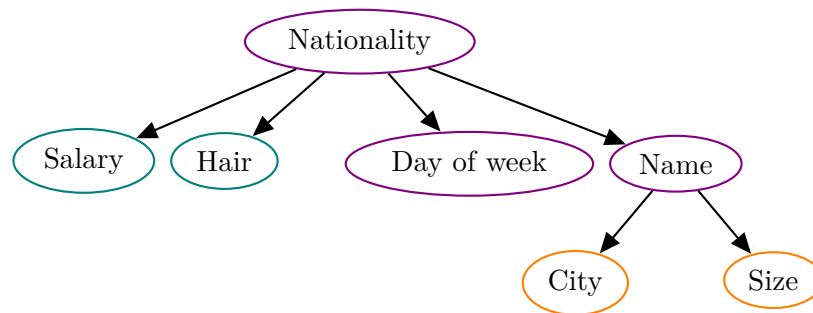 Nationality
Salary
Hair
Day of week
Name
City
Size